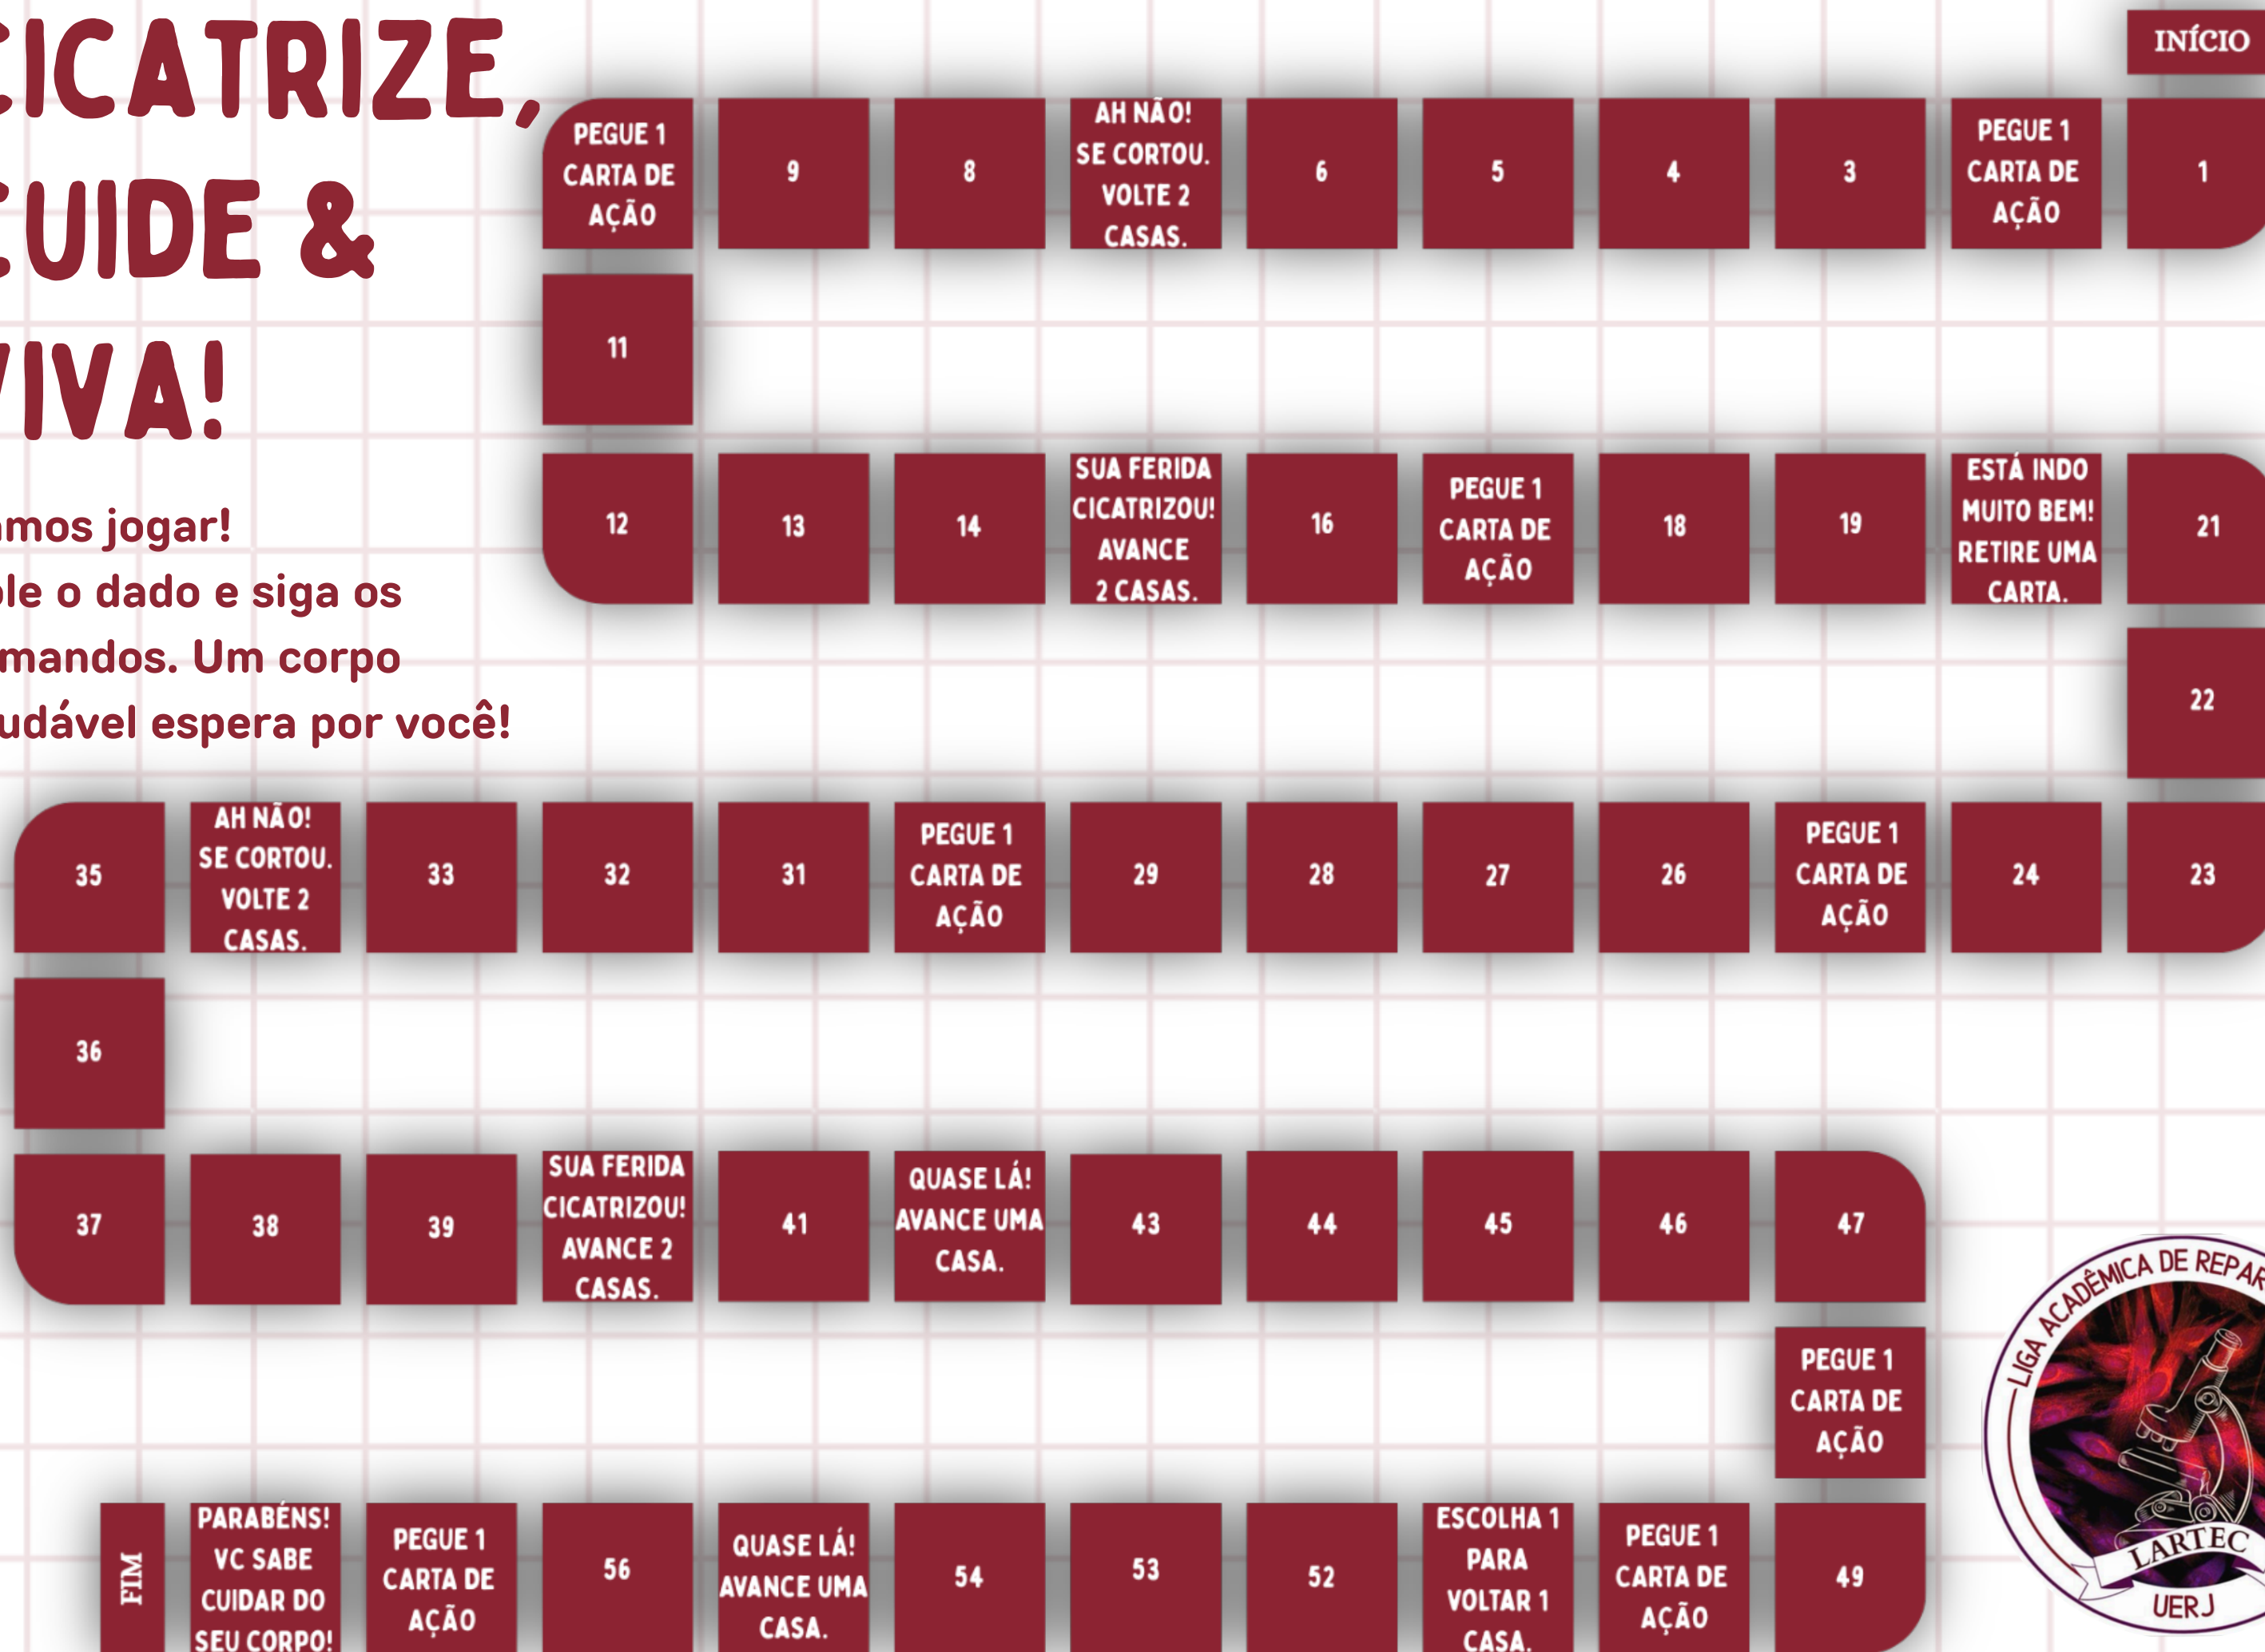 CICATRIZE,
CUIDE &
VIVA!
amos jogar!
ole o dado e siga os
mandos. Um corpo
udável espera por você!
INÍCIO
1
PEGUE 1
CARTA DE
AÇÃO
3
4
5
6
AH NÃO!
SE CORTOU.
VOLTE 2
CASAS.
8
9
PEGUE 1
CARTA DE
AÇÃO
11
12
13
14
SUA FERIDA
CICATRIZOU!
AVANCE
2 CASAS.
16
PEGUE 1
CARTA DE
AÇÃO
18
19
ESTÁ INDO
MUITO BEM!
RETIRE UMA
CARTA.
21
22
23
24
PEGUE 1
CARTA DE
AÇÃO
26
27
28
29
PEGUE 1
CARTA DE
AÇÃO
31
32
33
AH NÃO!
SE CORTOU.
VOLTE 2
CASAS.
35
36
37
38
39
SUA FERIDA
CICATRIZOU!
AVANCE 2
CASAS.
41
QUASE LÁ!
AVANCE UMA
CASA.
43
44
45
46
47
PEGUE 1
CARTA DE
AÇÃO
49
PEGUE 1
CARTA DE
AÇÃO
ESCOLHA 1
PARA
VOLTAR 1
CASA.
52
53
54
QUASE LÁ!
AVANCE UMA
CASA.
56
PEGUE 1
CARTA DE
AÇÃO
PARABÉNS!
VC SABE
CUIDAR DO
SEU CORPO!
FIM
LIGA ACADÊMICA DE REPAR
LARTEC
UERJ